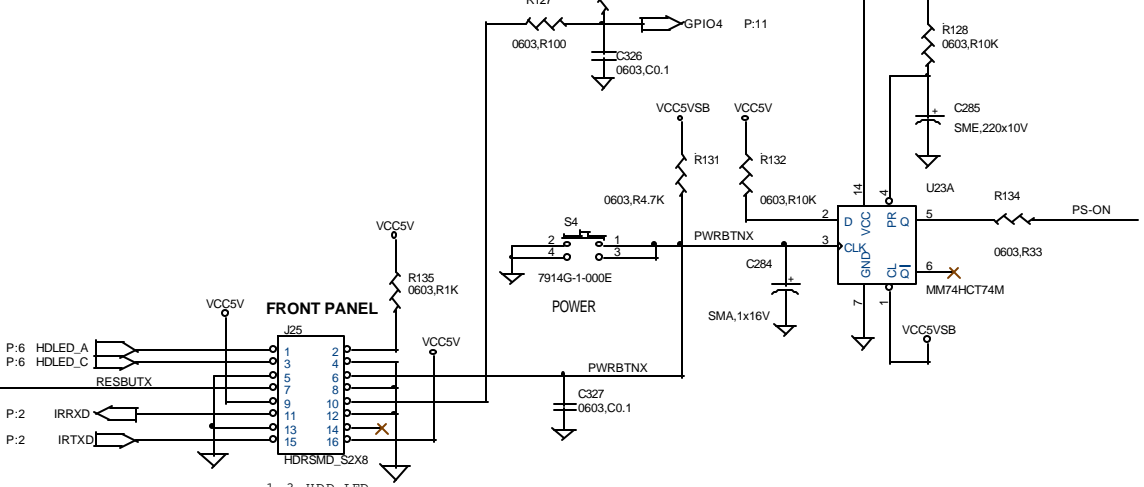 R127
GPIO4 P:11
0603,R100
C326
0603,C0.1
R128
0603,R10K
VCC5VSB
VCC5V
C285
SME,220x10V
R131
R132
0603,R4.7K
0603,R10K
14
4
U23A
R134
2
D
VCC
PR
Q
5
PS-ON
S4
2
1
PWRBTNX
3
CLK
0603,R33
4
3
VCC5V
7914G-1-000E
C284
GND
CL
Q
6
MM74HCT74M
R135
0603,R1K
POWER
SMA,1x16V
7
1
VCC5V
FRONT PANEL
VCC5VSB
J25
VCC5V
P:6 HDLED_A
1
2
P:6 HDLED_C
3
4
5
6
PWRBTNX
RESBUTX
7
8
C327
9
10
0603,C0.1
P:2 IRRXD
11
12
13
14
P:2 IRTXD
15
16
HDRSMD_S2X8